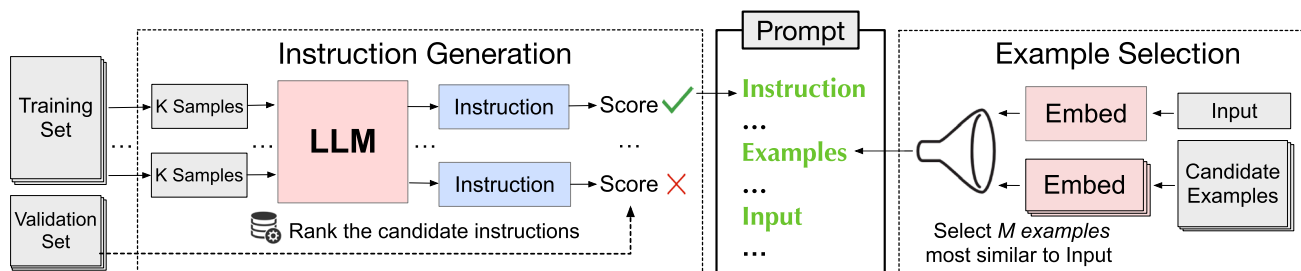 Instruction Generation
Training
Set
...
K Samples
...
K Samples
LLM
Instruction
...
Instruction
Score
...
Score
Validation
Set
Rank the candidate instructions
Prompt
Instruction
...
Examples
...
Input
...
Example Selection
Embed
Input
Embed
Candidate
Examples
Select M examples
most similar to Input